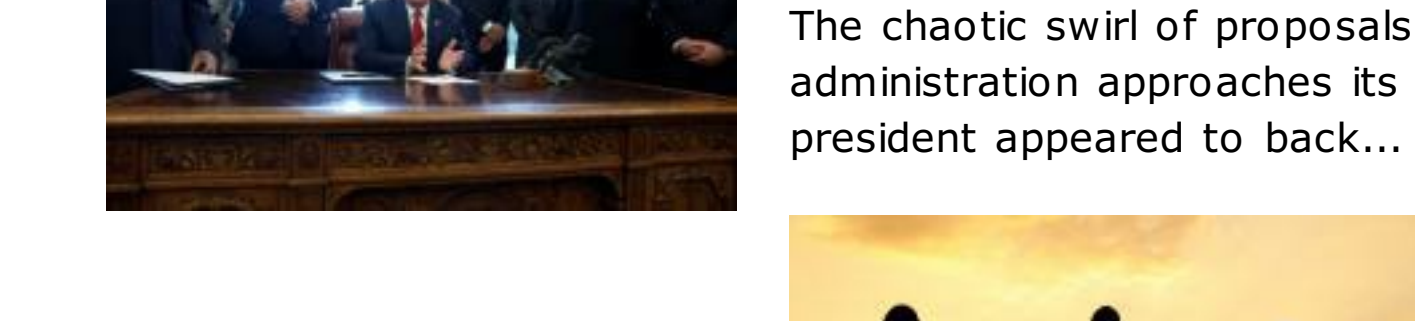 The chaotic swirl of proposals
administration approaches its
president appeared to back...